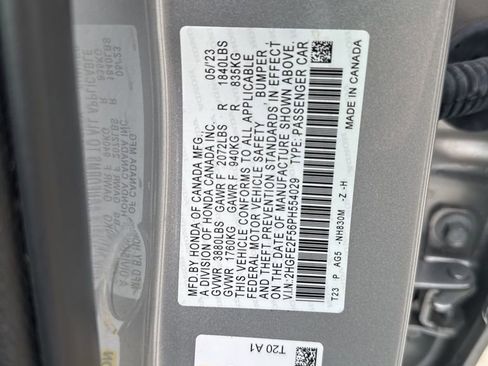 MFD. BY HONDA OF CANADA MFG. 05/23
A DIVISION OF HONDA CANADA INC.
GVWR 3880LBS GAWR F 2072LBS R 1840LBS
GVWR 1760KG GAWR F 940KG R 835KG
THIS VEHICLE CONFORMS TO ALL APPLICABLE
FEDERAL MOTOR VEHICLE SAFETY BUMPER
AND THEFT PREVENTION STANDARDS IN EFFECT
ON THE DATE OF MANUFACTURE SHOWN ABOVE.
V.I.N: 2HGFE2F56PH554029 TYPE: PASSENGER CAR
MADE IN CANADA
T23 P AG5 -NH830M -Z -H
T20 A1